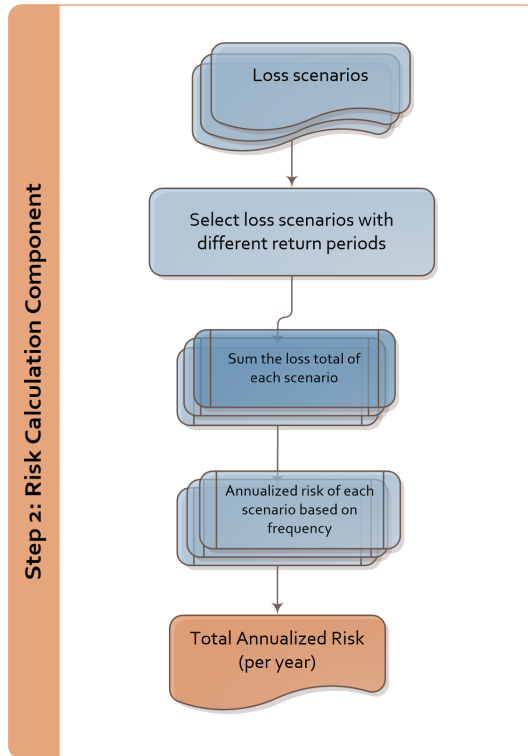 Step 2: Risk Calculation Component
Loss scenarios
Select loss scenarios with
different return periods
Sum the loss total of
each scenario
Annualized risk of each
scenario based on
frequency
Total Annualized Risk
(per year)